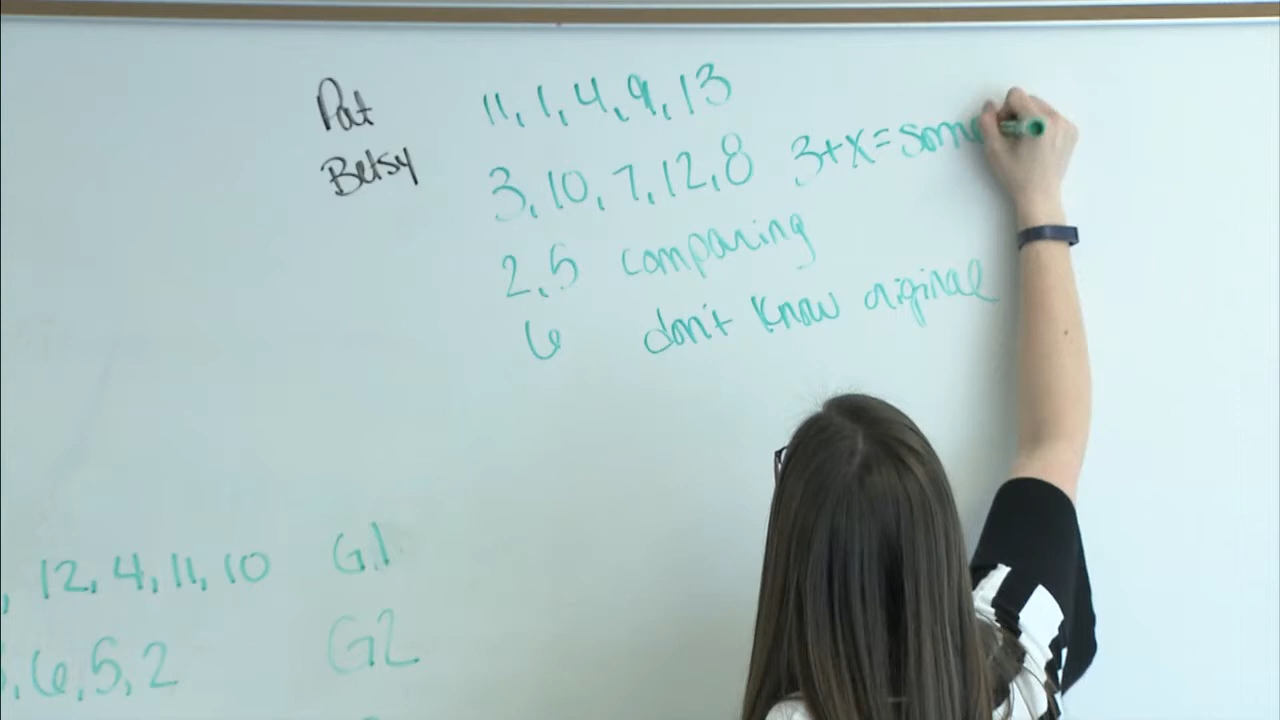 Pat 11, 1, 4, 9, 13
Betsy 3, 10, 7, 12, 8 3+x=som
2, 5 comparing
6 don't know original
, 12, 4, 11, 10 G1
, 6, 5, 2 G2